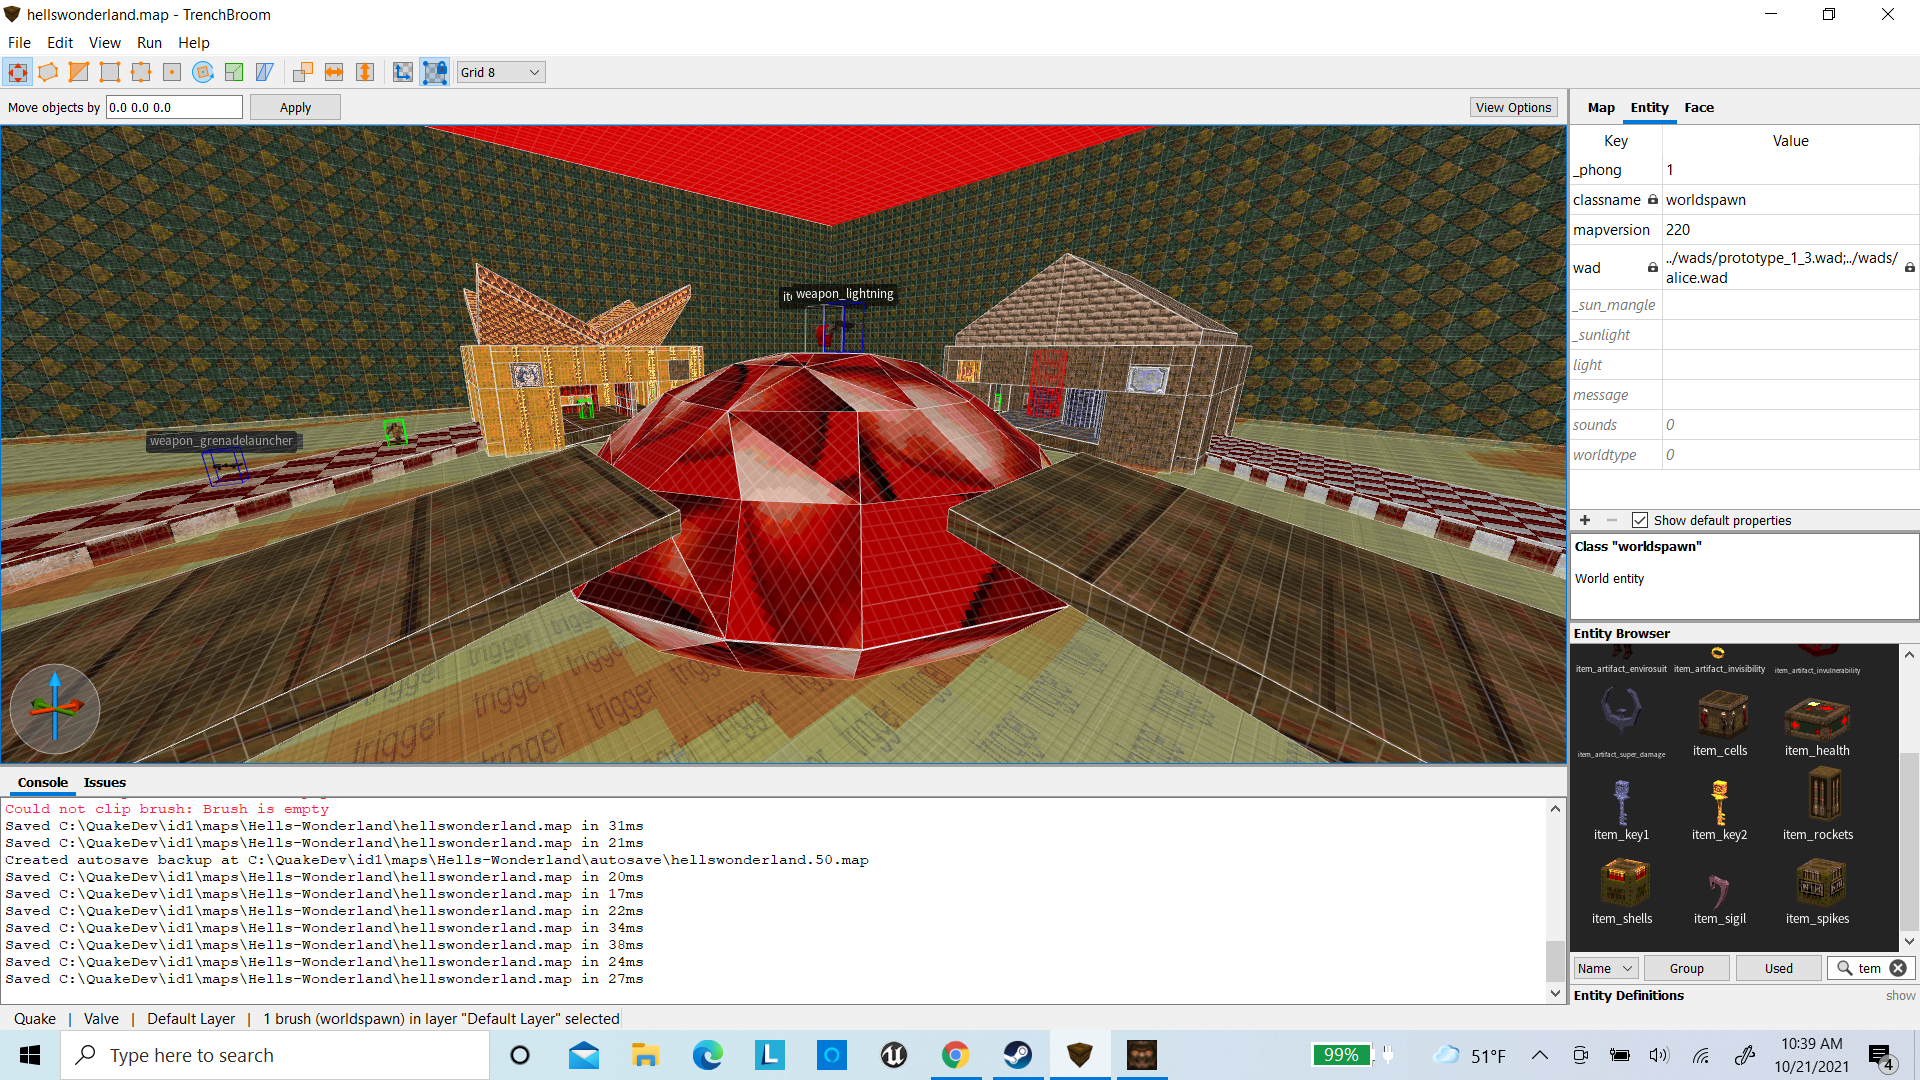 hellswonderland.map - TrenchBroom
File Edit View Run Help
Grid 8
Move objects by 0.0 0.0 0.0 Apply
View Options
Map Entity Face
Key Value
_phong 1
classname worldspawn
mapversion 220
wad ../wads/prototype_1_3.wad;../wads/
alice.wad
_sun_mangle
_sunlight
light
message
sounds 0
worldtype 0
+ − Show default properties
Class "worldspawn"
World entity
Entity Browser
item_artifact_envirosuit item_artifact_invisibility item_artifact_invulnerability
item_artifact_super_damage item_cells item_health
item_key1 item_key2 item_rockets
item_shells item_sigil item_spikes
Name Group Used tem
Entity Definitions show
weapon_lightning
weapon_grenadelauncher
trigger trigger
trigger trigger trigger trigger
trigger trigger trigger trigger
Console Issues
Could not clip brush: Brush is empty
Saved C:\QuakeDev\id1\maps\Hells-Wonderland\hellswonderland.map in 31ms
Saved C:\QuakeDev\id1\maps\Hells-Wonderland\hellswonderland.map in 21ms
Created autosave backup at C:\QuakeDev\id1\maps\Hells-Wonderland\autosave\hellswonderland.50.map
Saved C:\QuakeDev\id1\maps\Hells-Wonderland\hellswonderland.map in 20ms
Saved C:\QuakeDev\id1\maps\Hells-Wonderland\hellswonderland.map in 17ms
Saved C:\QuakeDev\id1\maps\Hells-Wonderland\hellswonderland.map in 22ms
Saved C:\QuakeDev\id1\maps\Hells-Wonderland\hellswonderland.map in 34ms
Saved C:\QuakeDev\id1\maps\Hells-Wonderland\hellswonderland.map in 38ms
Saved C:\QuakeDev\id1\maps\Hells-Wonderland\hellswonderland.map in 24ms
Saved C:\QuakeDev\id1\maps\Hells-Wonderland\hellswonderland.map in 27ms
Quake | Valve | Default Layer | 1 brush (worldspawn) in layer "Default Layer" selected
Type here to search
99%
51°F
10:39 AM
10/21/2021
4